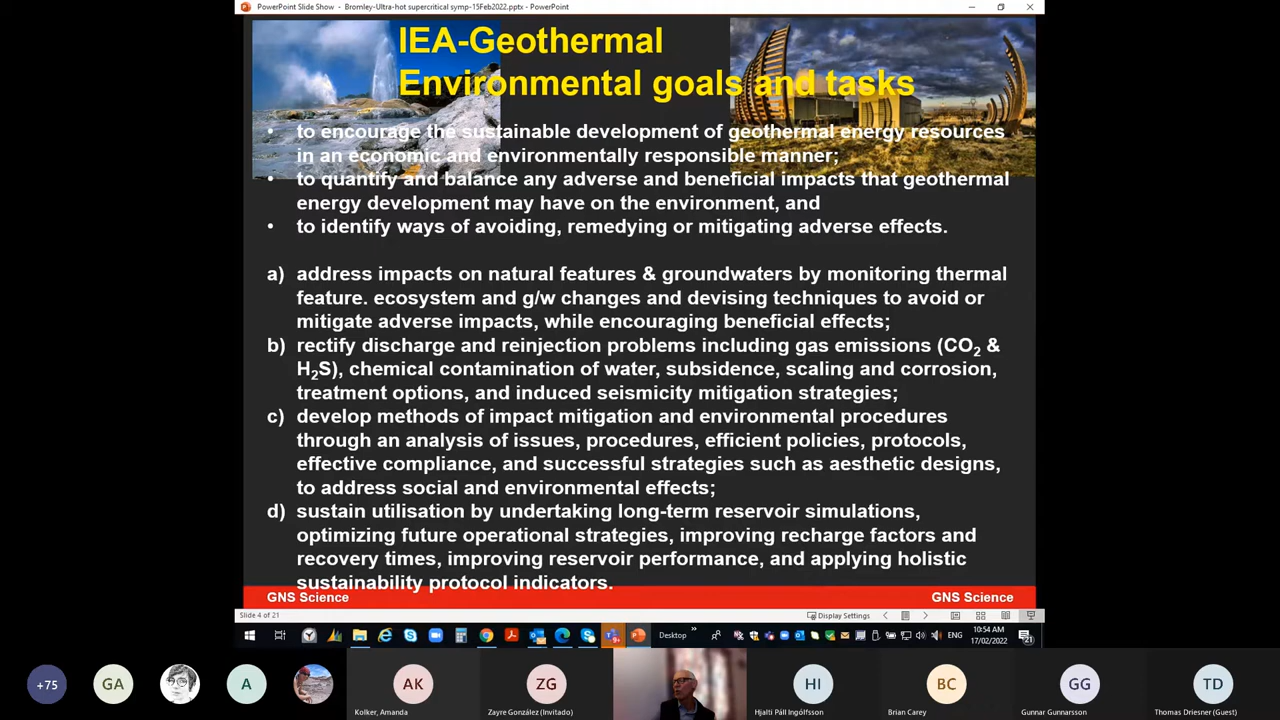 PowerPoint Slide Show - Bromley-Ultra-hot supercritical symp-15Feb2022.pptx - PowerPoint
IEA-Geothermal
Environmental goals and tasks
• to encourage the sustainable development of geothermal energy resources
in an economic and environmentally responsible manner;
• to quantify and balance any adverse and beneficial impacts that geothermal
energy development may have on the environment, and
• to identify ways of avoiding, remedying or mitigating adverse effects.
a) address impacts on natural features & groundwaters by monitoring thermal
feature. ecosystem and g/w changes and devising techniques to avoid or
mitigate adverse impacts, while encouraging beneficial effects;
b) rectify discharge and reinjection problems including gas emissions (CO2 &
H2S), chemical contamination of water, subsidence, scaling and corrosion,
treatment options, and induced seismicity mitigation strategies;
c) develop methods of impact mitigation and environmental procedures
through an analysis of issues, procedures, efficient policies, protocols,
effective compliance, and successful strategies such as aesthetic designs,
to address social and environmental effects;
d) sustain utilisation by undertaking long-term reservoir simulations,
optimizing future operational strategies, improving recharge factors and
recovery times, improving reservoir performance, and applying holistic
sustainability protocol indicators.
GNS Science GNS Science
Slide 4 of 21 Display Settings
Desktop ENG 10:54 AM
17/02/2022 21
+75 GA A AK ZG HI BC GG TD
Kolker, Amanda Zayre González (Invitado) Hjalti Páll Ingólfsson Brian Carey Gunnar Gunnarsson Thomas Driesner (Guest)